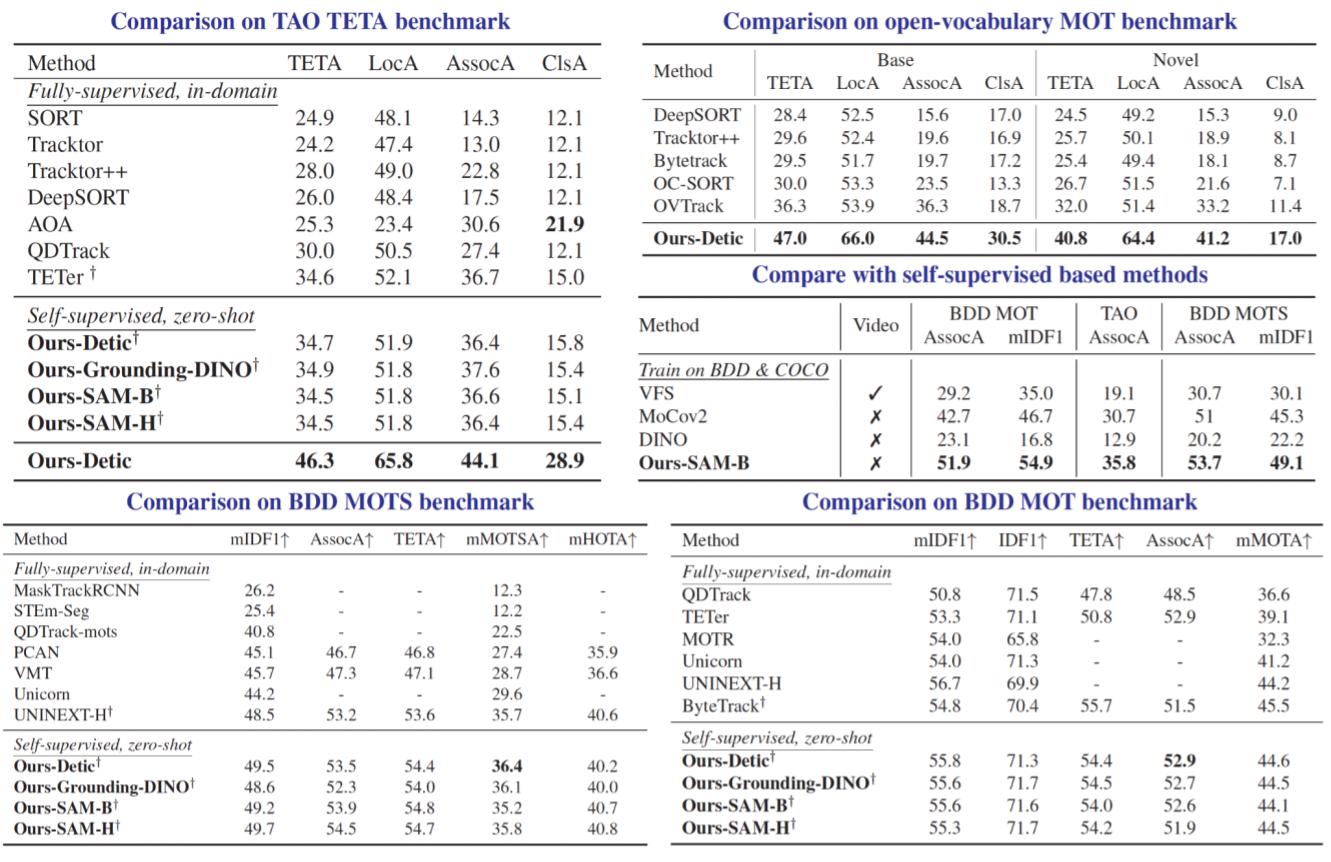 Comparison on TAO TETA benchmark
Method TETA LocA AssocA ClsA
Fully-supervised, in-domain
SORT 24.9 48.1 14.3 12.1
Tracktor 24.2 47.4 13.0 12.1
Tracktor++ 28.0 49.0 22.8 12.1
DeepSORT 26.0 48.4 17.5 12.1
AOA 25.3 23.4 30.6 21.9
QDTrack 30.0 50.5 27.4 12.1
TETer † 34.6 52.1 36.7 15.0
Self-supervised, zero-shot
Ours-Detic† 34.7 51.9 36.4 15.8
Ours-Grounding-DINO† 34.9 51.8 37.6 15.4
Ours-SAM-B† 34.5 51.8 36.6 15.1
Ours-SAM-H† 34.5 51.8 36.4 15.4
Ours-Detic 46.3 65.8 44.1 28.9
Comparison on open-vocabulary MOT benchmark
Method Base Novel
TETA LocA AssocA ClsA TETA LocA AssocA ClsA
DeepSORT 28.4 52.5 15.6 17.0 24.5 49.2 15.3 9.0
Tracktor++ 29.6 52.4 19.6 16.9 25.7 50.1 18.9 8.1
Bytetrack 29.5 51.7 19.7 17.2 25.4 49.4 18.1 8.7
OC-SORT 30.0 53.3 23.5 13.3 26.7 51.5 21.6 7.1
OVTrack 36.3 53.9 36.3 18.7 32.0 51.4 33.2 11.4
Ours-Detic 47.0 66.0 44.5 30.5 40.8 64.4 41.2 17.0
Compare with self-supervised based methods
Method Video BDD MOT TAO BDD MOTS
AssocA mIDF1 AssocA AssocA mIDF1
Train on BDD & COCO
VFS ✓ 29.2 35.0 19.1 30.7 30.1
MoCov2 ✗ 42.7 46.7 30.7 51 45.3
DINO ✗ 23.1 16.8 12.9 20.2 22.2
Ours-SAM-B ✗ 51.9 54.9 35.8 53.7 49.1
Comparison on BDD MOTS benchmark
Method mIDF1↑ AssocA↑ TETA↑ mMOTSA↑ mHOTA↑
Fully-supervised, in-domain
MaskTrackRCNN 26.2 - - 12.3 -
STEm-Seg 25.4 - - 12.2 -
QDTrack-mots 40.8 - - 22.5 -
PCAN 45.1 46.7 46.8 27.4 35.9
VMT 45.7 47.3 47.1 28.7 36.6
Unicorn 44.2 - - 29.6 -
UNINEXT-H† 48.5 53.2 53.6 35.7 40.6
Self-supervised, zero-shot
Ours-Detic† 49.5 53.5 54.4 36.4 40.2
Ours-Grounding-DINO† 48.6 52.3 54.0 36.1 40.0
Ours-SAM-B† 49.2 53.9 54.8 35.2 40.7
Ours-SAM-H† 49.7 54.5 54.7 35.8 40.8
Comparison on BDD MOT benchmark
Method mIDF1↑ IDF1↑ TETA↑ AssocA↑ mMOTA↑
Fully-supervised, in-domain
QDTrack 50.8 71.5 47.8 48.5 36.6
TETer 53.3 71.1 50.8 52.9 39.1
MOTR 54.0 65.8 - - 32.3
Unicorn 54.0 71.3 - - 41.2
UNINEXT-H 56.7 69.9 - - 44.2
ByteTrack† 54.8 70.4 55.7 51.5 45.5
Self-supervised, zero-shot
Ours-Detic† 55.8 71.3 54.4 52.9 44.6
Ours-Grounding-DINO† 55.6 71.7 54.5 52.7 44.5
Ours-SAM-B† 55.6 71.6 54.0 52.6 44.1
Ours-SAM-H† 55.3 71.7 54.2 51.9 44.5